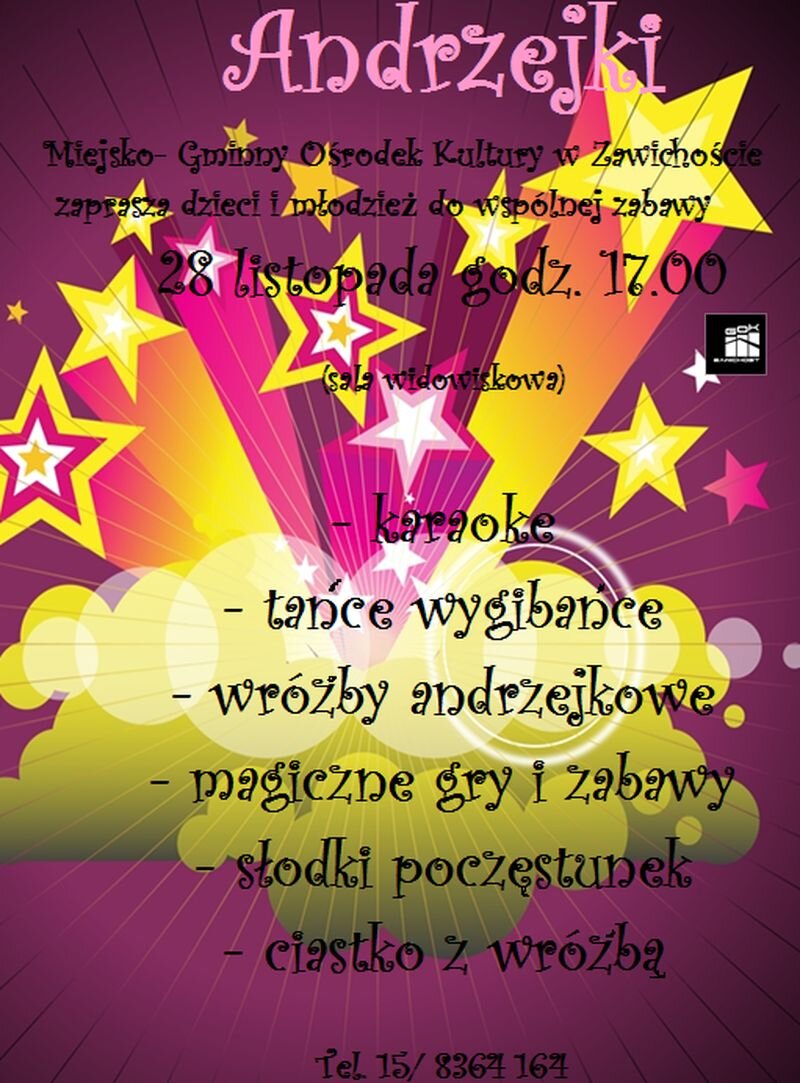 Andrzejki
Miejsko- Gminny Ośrodek Kultury w Zawichoście
zaprasza dzieci i młodzież do wspólnej zabawy
28 listopada godz. 17.00
(sala widowiskowa)
GOK
- karaoke
- tańce wygibańce
- wróżby andrzejkowe
- magiczne gry i zabawy
- słodki poczęstunek
- ciastko z wróżbą
Tel. 15/ 8364 164